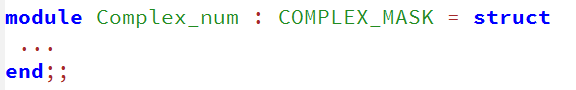 module Complex_num : COMPLEX_MASK = struct
...
end;;